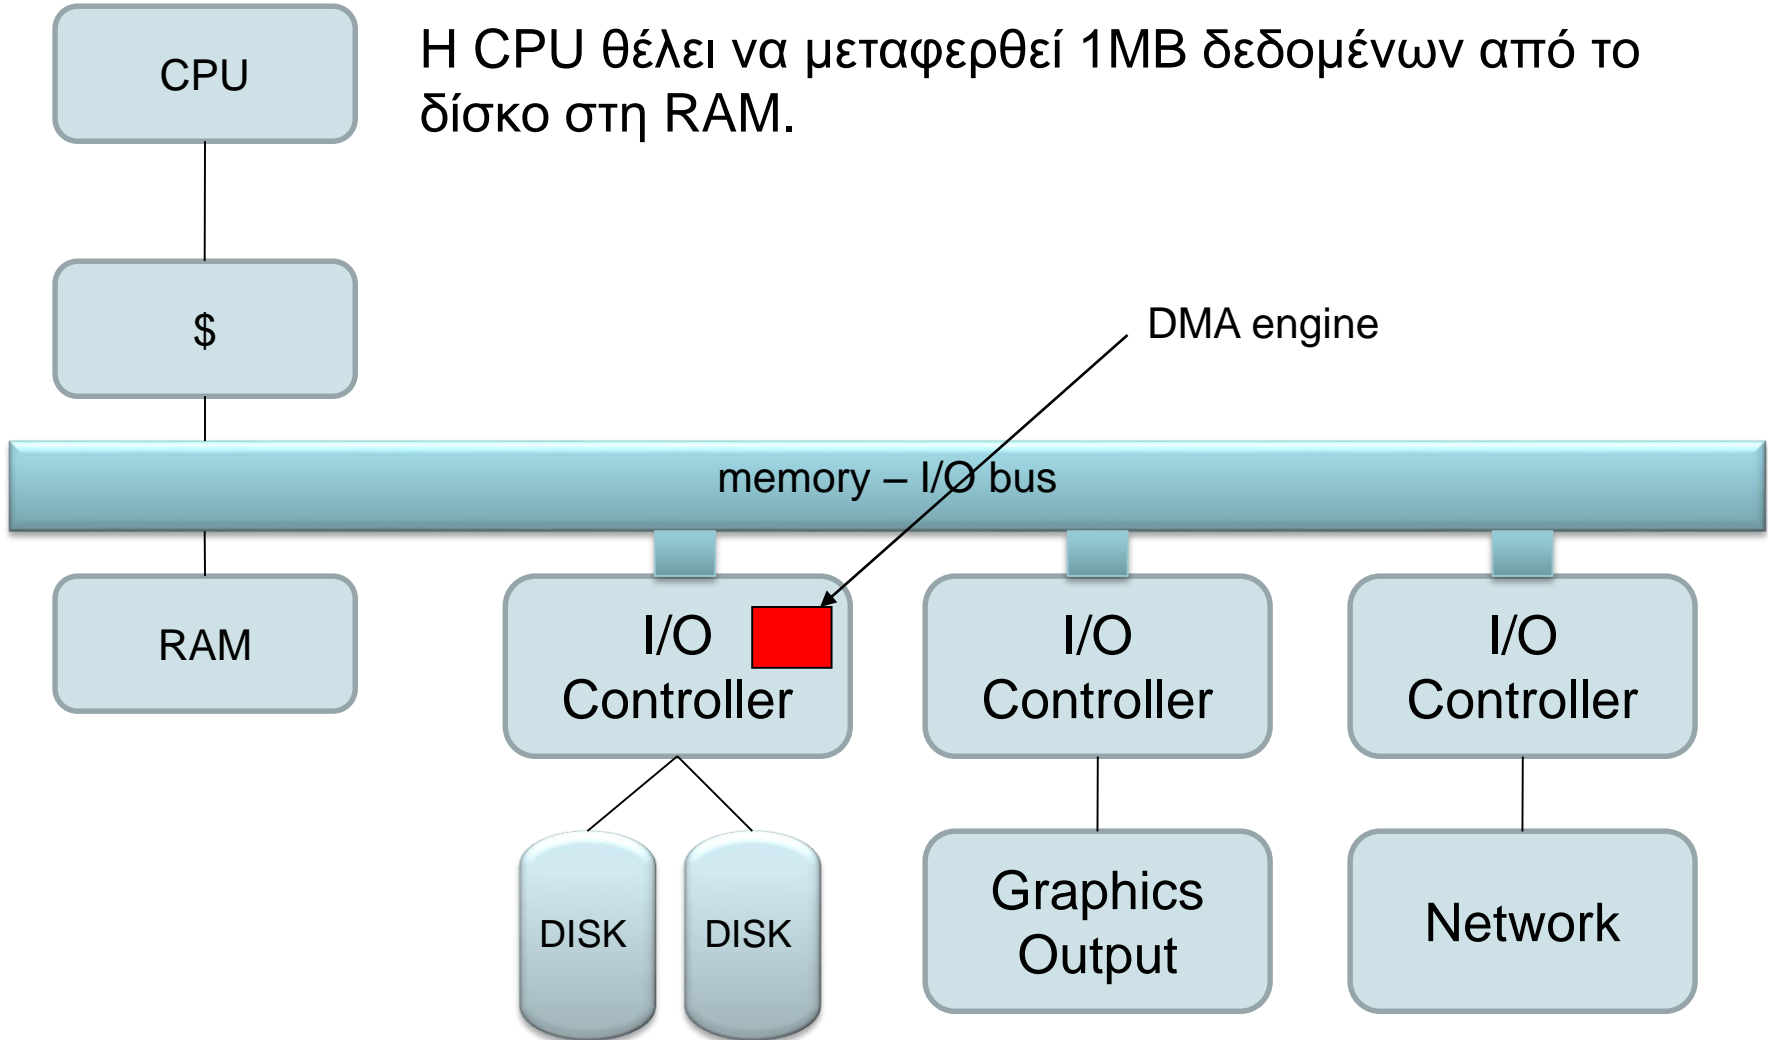 CPU
Η CPU θέλει να μεταφερθεί 1MB δεδομένων από το
δίσκο στη RAM.
$
DMA engine
memory – I/O bus
RAM
I/O
Controller
I/O
Controller
I/O
Controller
DISK
DISK
Graphics
Output
Network